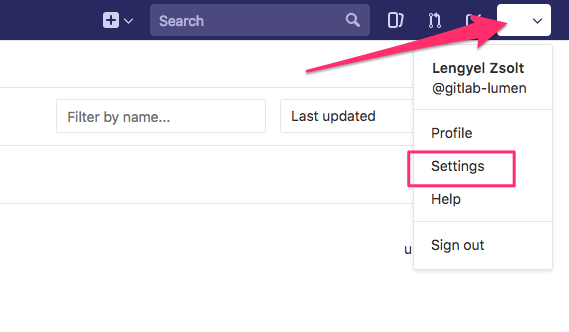 Search
Lengyel Zsolt
@gitlab-lumen
Filter by name...
Last updated
Profile
Settings
Help
u
Sign out